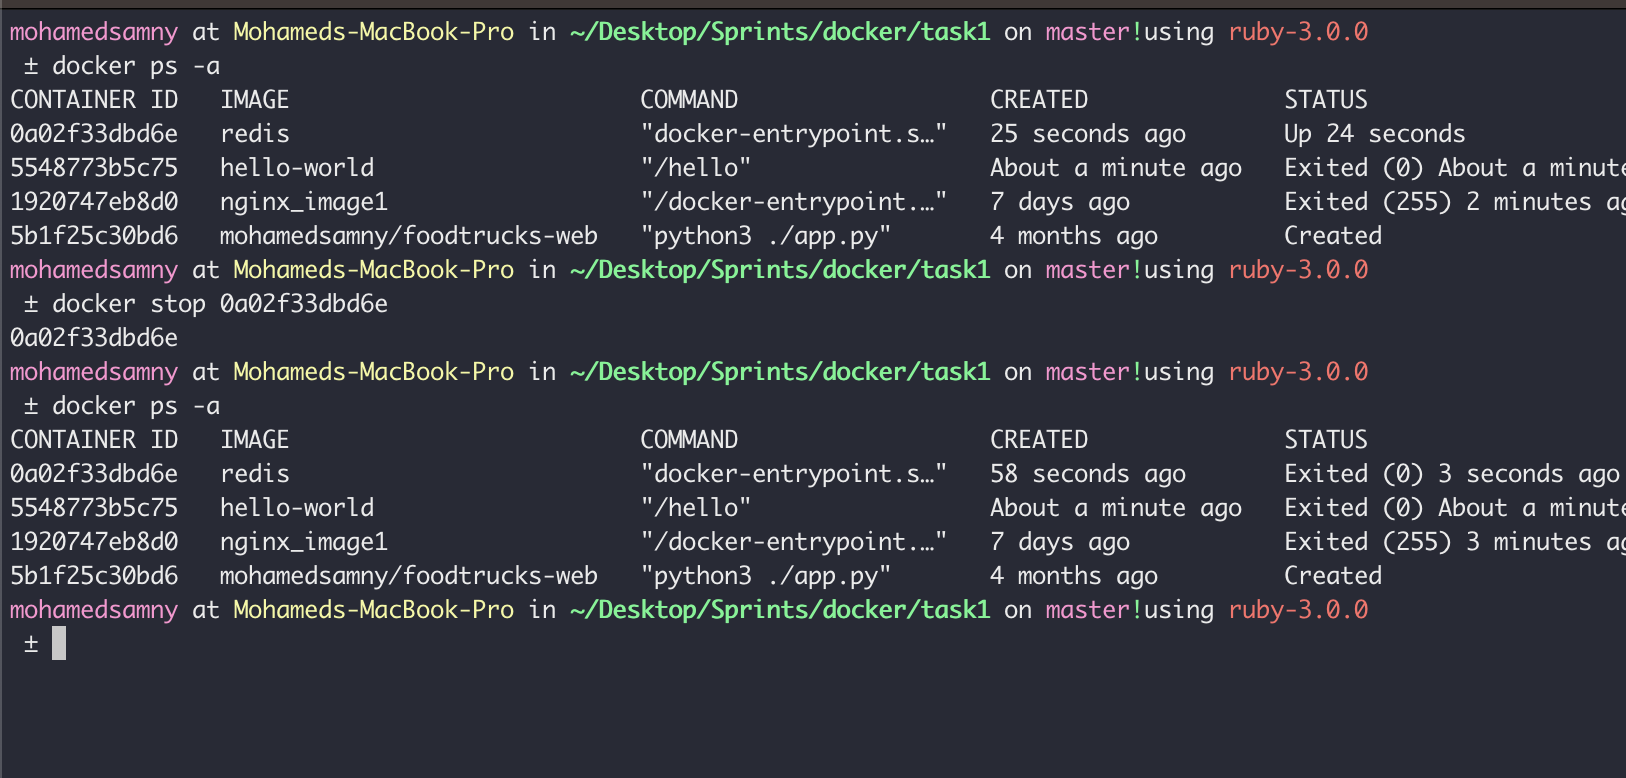 mohamedsamny at Mohameds-MacBook-Pro in ~/Desktop/Sprints/docker/task1 on master!using ruby-3.0.0
± docker ps -a
CONTAINER ID IMAGE COMMAND CREATED STATUS
0a02f33dbd6e redis "docker-entrypoint.s…" 25 seconds ago Up 24 seconds
5548773b5c75 hello-world "/hello" About a minute ago Exited (0) About a minute
1920747eb8d0 nginx_image1 "/docker-entrypoint.…" 7 days ago Exited (255) 2 minutes ag
5b1f25c30bd6 mohamedsamny/foodtrucks-web "python3 ./app.py" 4 months ago Created
mohamedsamny at Mohameds-MacBook-Pro in ~/Desktop/Sprints/docker/task1 on master!using ruby-3.0.0
± docker stop 0a02f33dbd6e
0a02f33dbd6e
mohamedsamny at Mohameds-MacBook-Pro in ~/Desktop/Sprints/docker/task1 on master!using ruby-3.0.0
± docker ps -a
CONTAINER ID IMAGE COMMAND CREATED STATUS
0a02f33dbd6e redis "docker-entrypoint.s…" 58 seconds ago Exited (0) 3 seconds ago
5548773b5c75 hello-world "/hello" About a minute ago Exited (0) About a minute
1920747eb8d0 nginx_image1 "/docker-entrypoint.…" 7 days ago Exited (255) 3 minutes ag
5b1f25c30bd6 mohamedsamny/foodtrucks-web "python3 ./app.py" 4 months ago Created
mohamedsamny at Mohameds-MacBook-Pro in ~/Desktop/Sprints/docker/task1 on master!using ruby-3.0.0
±